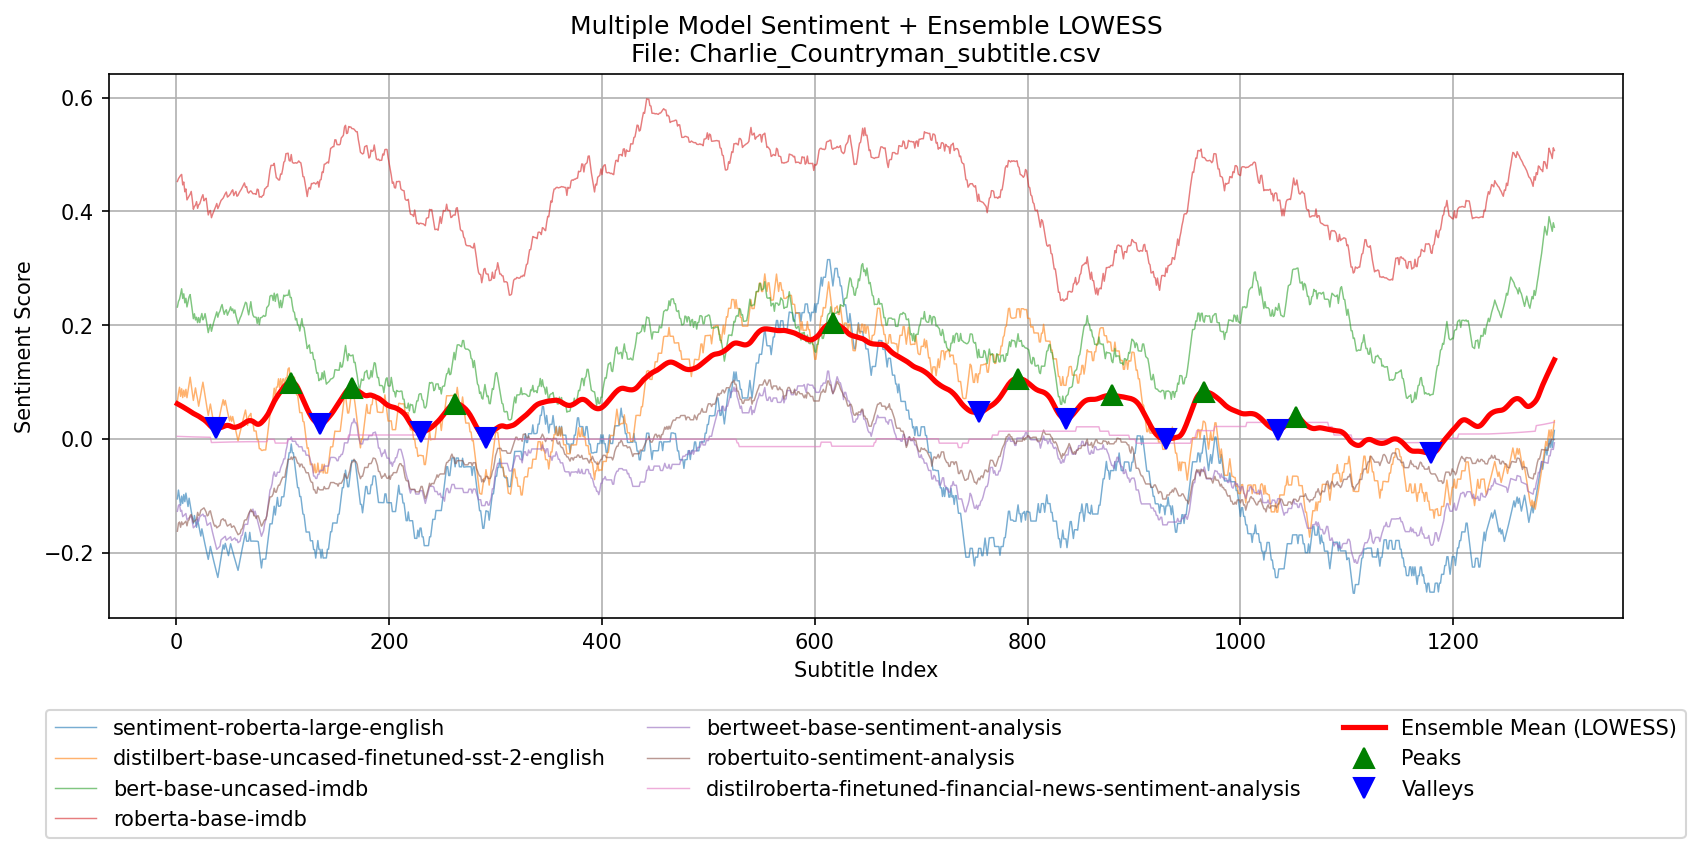 Multiple Model Sentiment + Ensemble LOWESS
File: Charlie_Countryman_subtitle.csv
Sentiment Score
0.6
0.4
0.2
0.0
−0.2
0
200
400
600
800
1000
1200
Subtitle Index
sentiment-roberta-large-english
distilbert-base-uncased-finetuned-sst-2-english
bert-base-uncased-imdb
roberta-base-imdb
bertweet-base-sentiment-analysis
robertuito-sentiment-analysis
distilroberta-finetuned-financial-news-sentiment-analysis
Ensemble Mean (LOWESS)
Peaks
Valleys